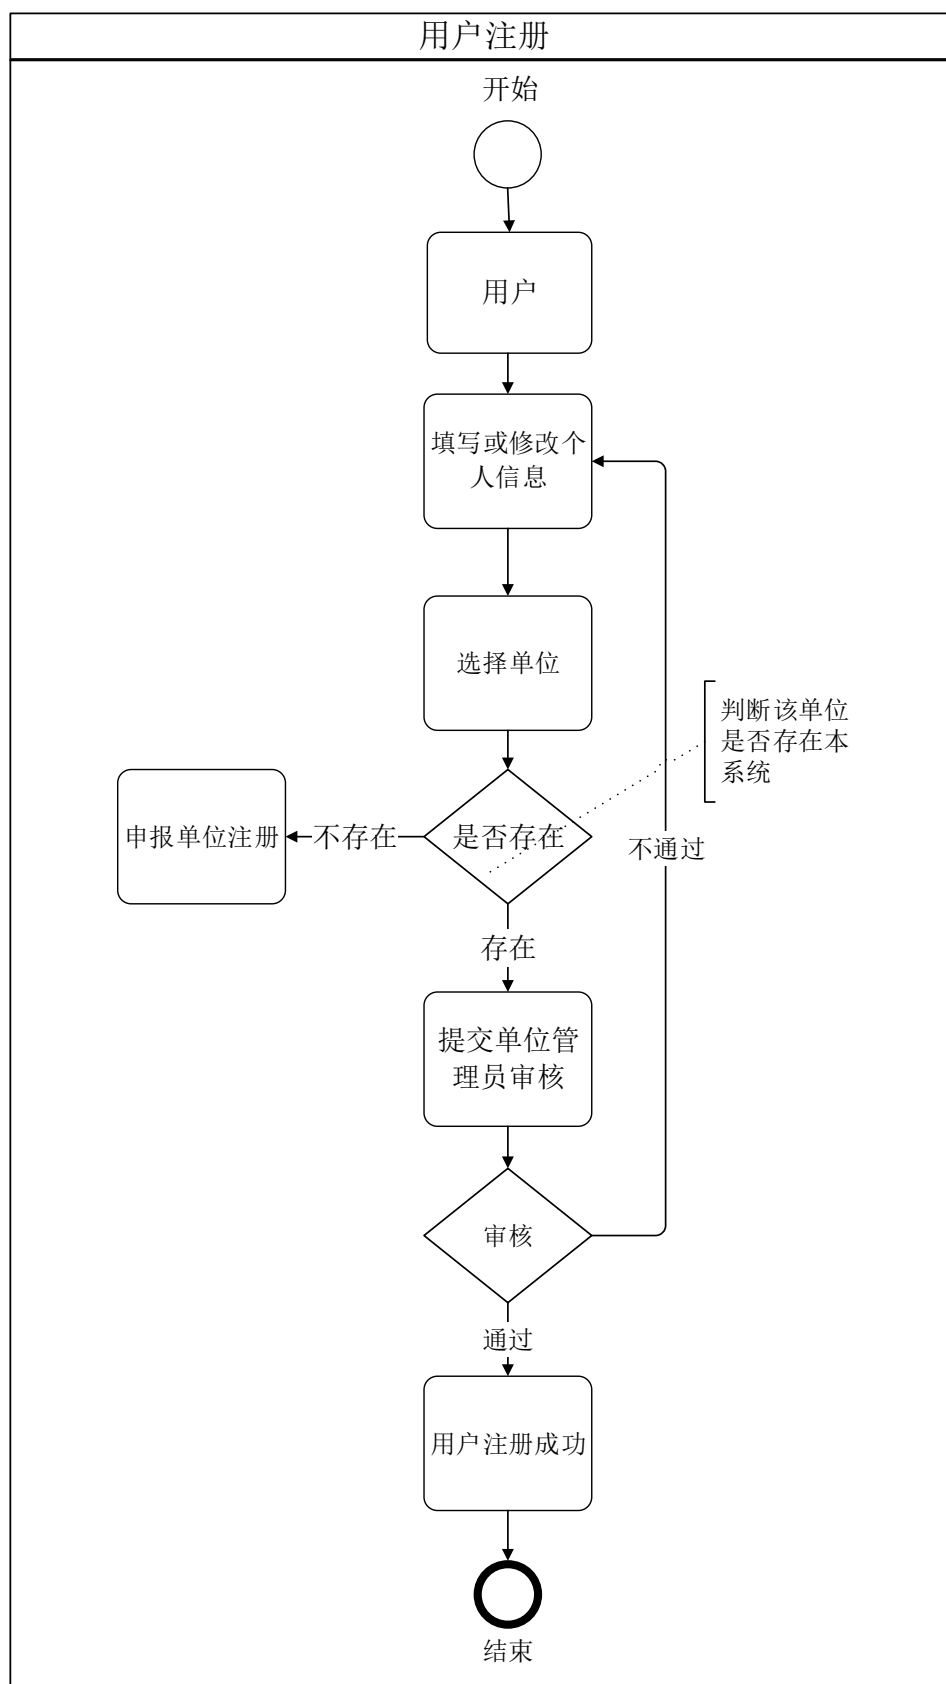 用户注册
开始
用户
填写或修改个
人信息
选择单位
判断该单位
是否存在本
系统
申报单位注册
不存在
是否存在
不通过
存在
提交单位管
理员审核
审核
通过
用户注册成功
结束